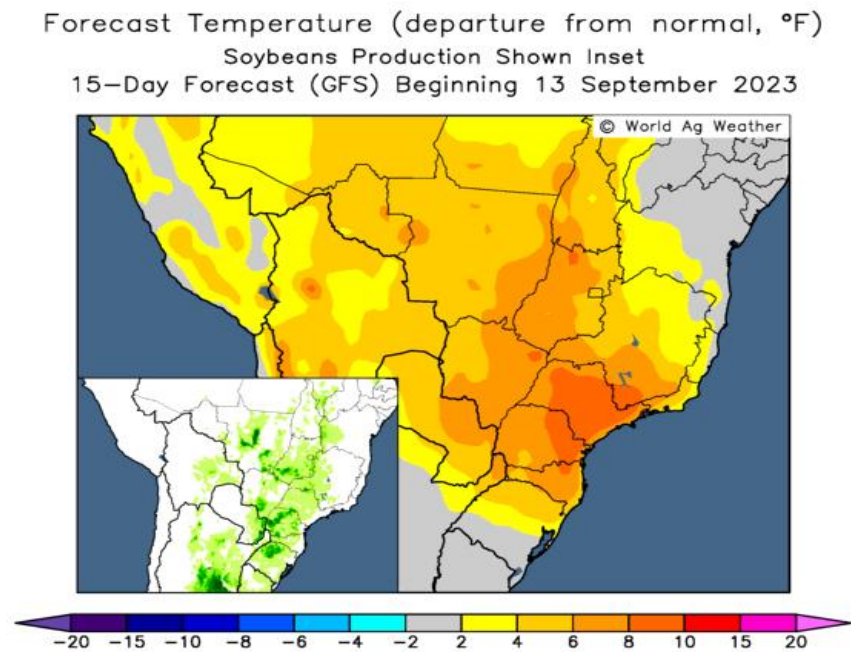 Forecast Temperature (departure from normal, °F)
Soybeans Production Shown Inset
15-Day Forecast (GFS) Beginning 13 September 2023
© World Ag Weather
-20 -15 -10 -8 -6 -4 -2 2 4 6 8 10 15 20